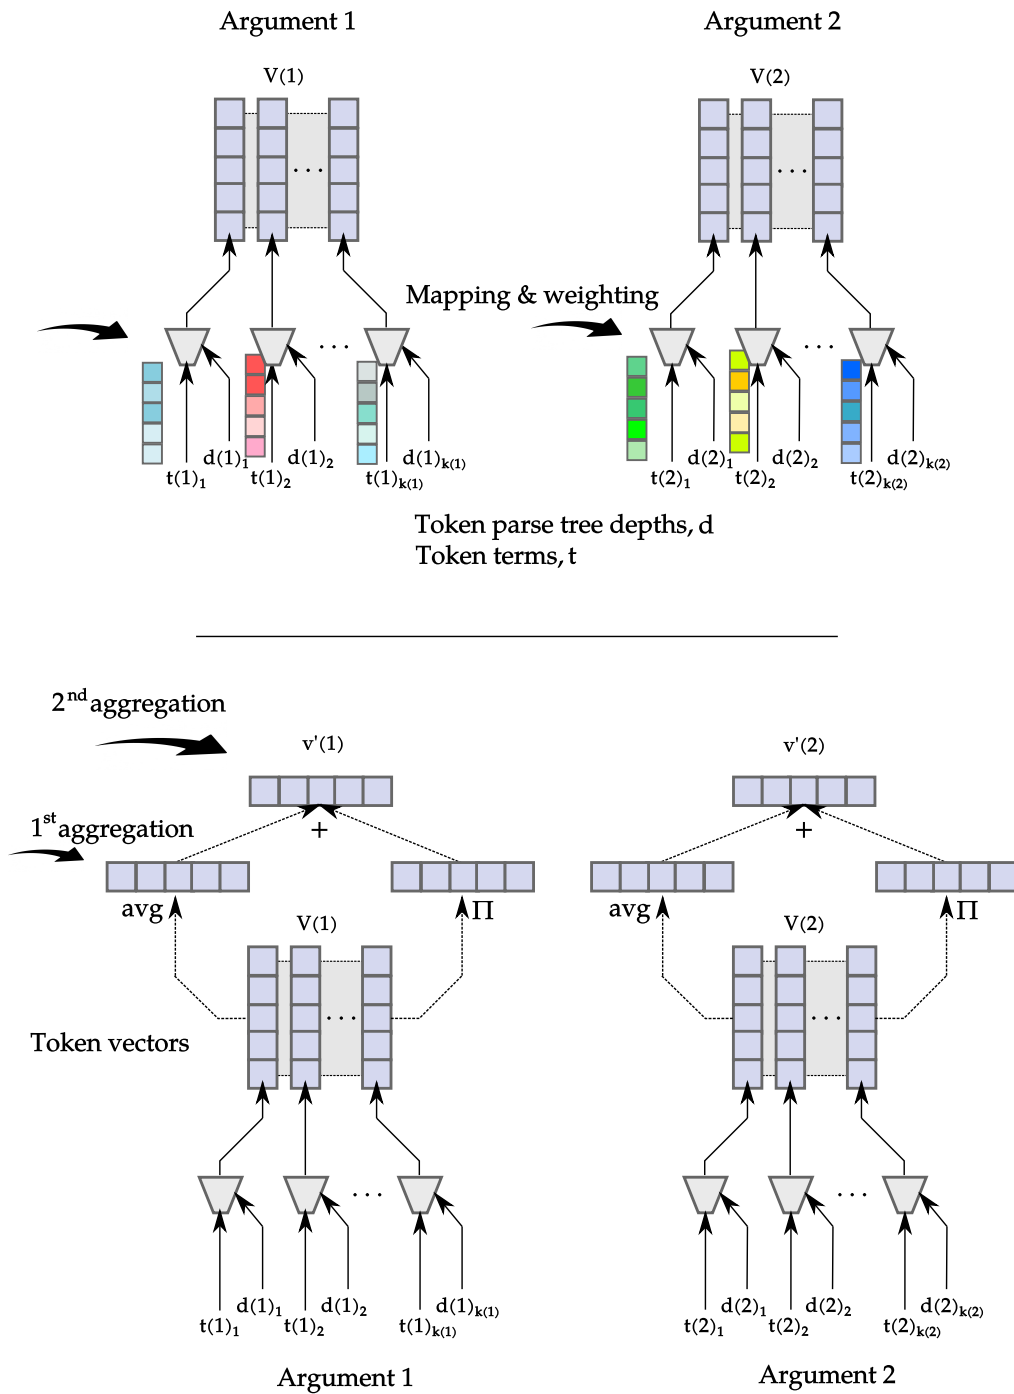 Argument 1 Argument 2
V(1) V(2)
. . . . . .
Mapping & weighting
. . . . . .
d(1)₁ d(1)₂ d(1)ₖ₍₁₎ d(2)₁ d(2)₂ d(2)ₖ₍₂₎
t(1)₁ t(1)₂ t(1)ₖ₍₁₎ t(2)₁ t(2)₂ t(2)ₖ₍₂₎
Token parse tree depths, d
Token terms, t
2ⁿᵈ aggregation
v'(1) v'(2)
1ˢᵗ aggregation + +
avg Π avg Π
V(1) V(2)
. . . . . .
Token vectors
. . . . . .
d(1)₁ d(1)₂ d(1)ₖ₍₁₎ d(2)₁ d(2)₂ d(2)ₖ₍₂₎
t(1)₁ t(1)₂ t(1)ₖ₍₁₎ t(2)₁ t(2)₂ t(2)ₖ₍₂₎
Argument 1 Argument 2